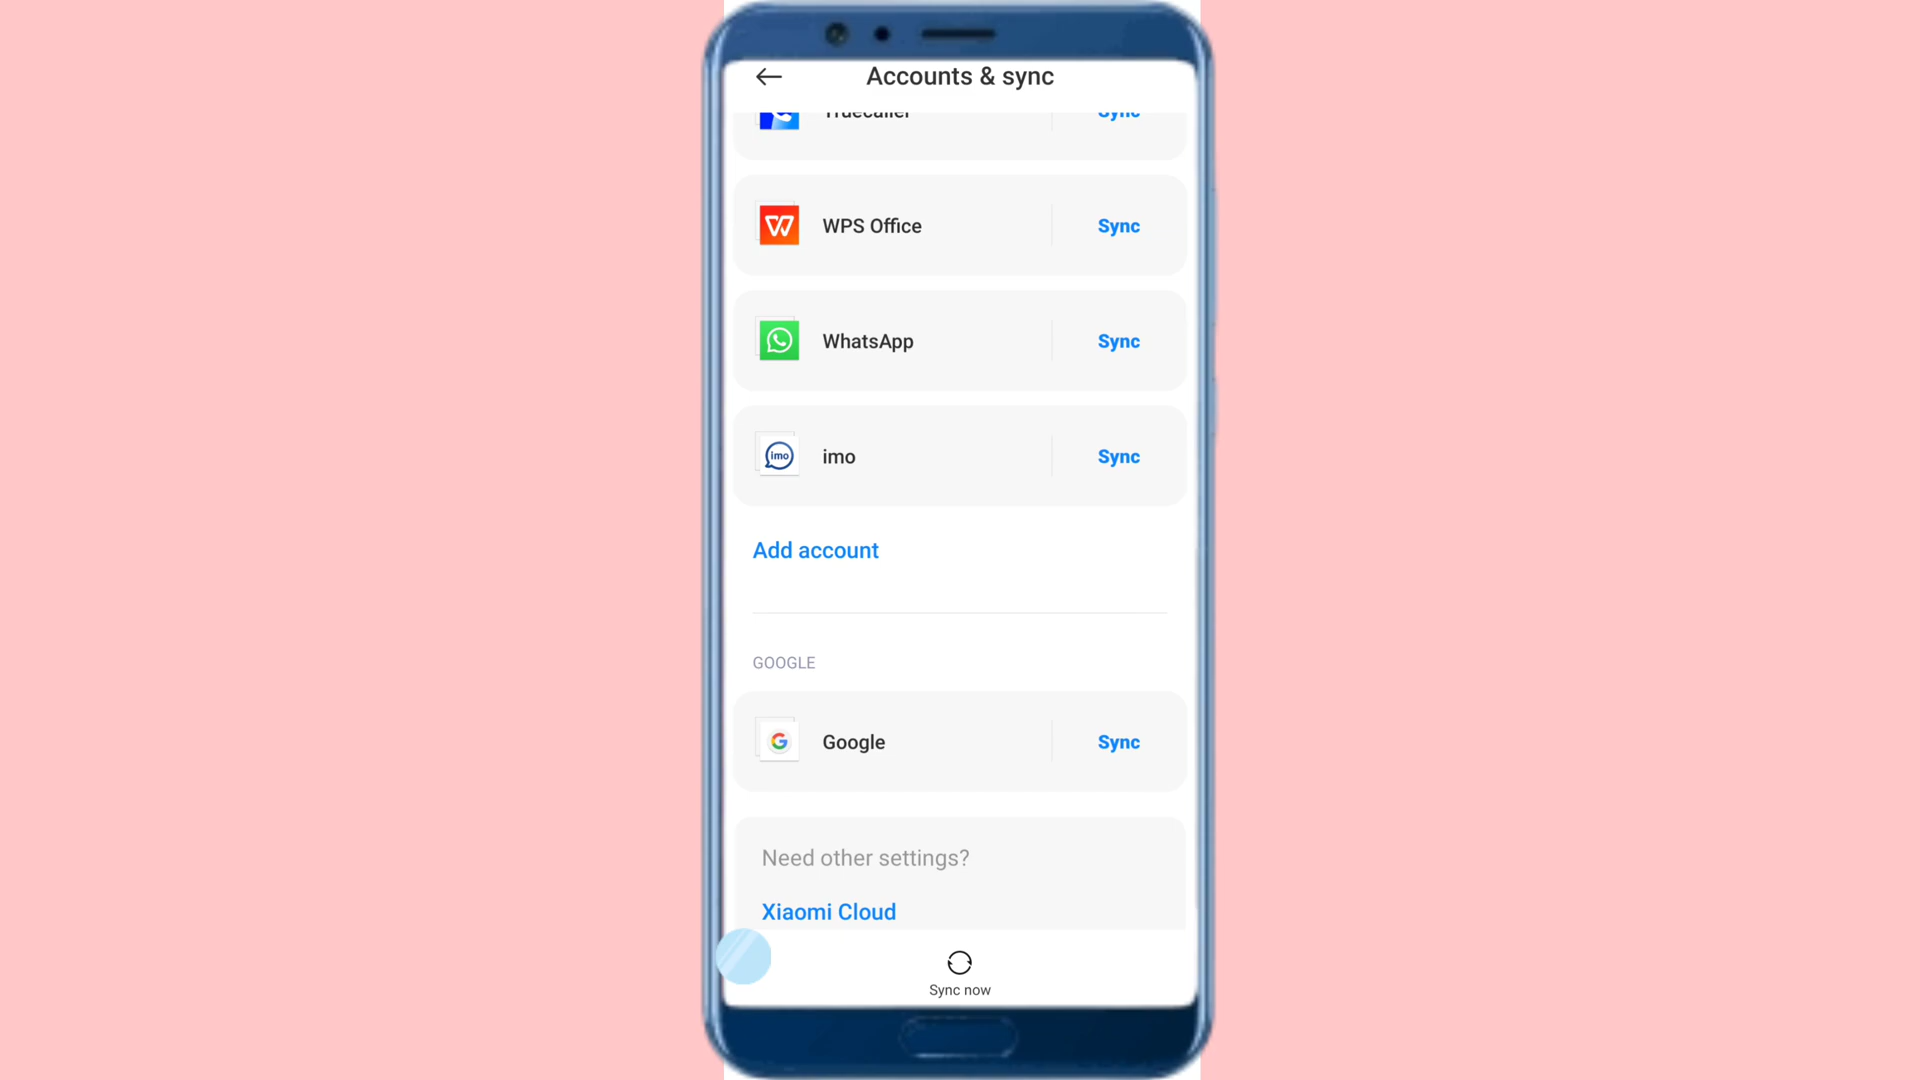 Accounts & sync
Truecaller Sync
WPS Office Sync
WhatsApp Sync
imo imo Sync
Add account
GOOGLE
Google Sync
Need other settings?
Xiaomi Cloud
Sync now